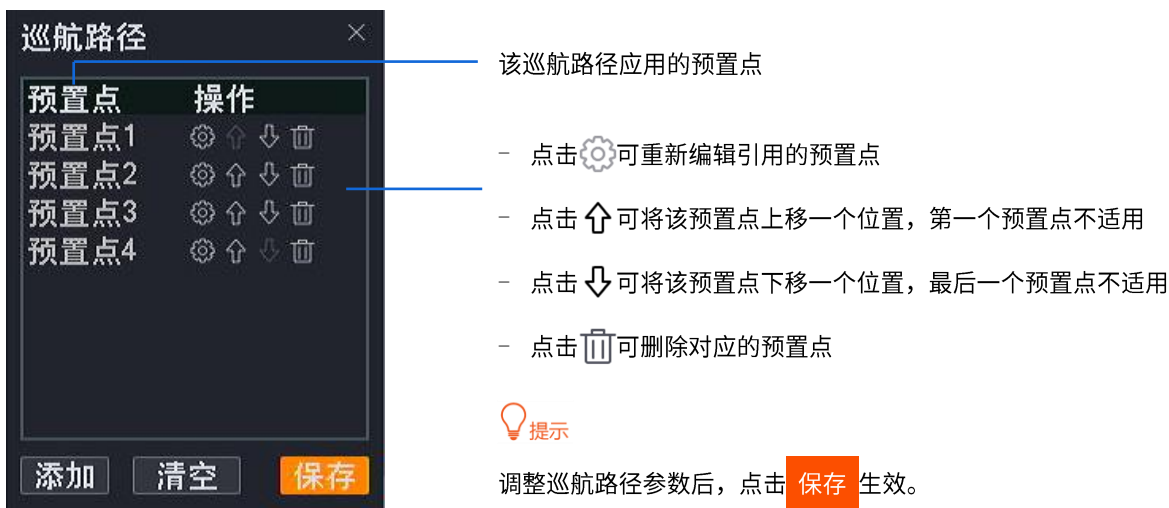 巡航路径
预置点 操作
预置点1
预置点2
预置点3
预置点4
添加 清空 保存
该巡航路径应用的预置点
- 点击可重新编辑引用的预置点
- 点击可将该预置点上移一个位置，第一个预置点不适用
- 点击可将该预置点下移一个位置，最后一个预置点不适用
- 点击可删除对应的预置点
提示
调整巡航路径参数后，点击 保存 生效。